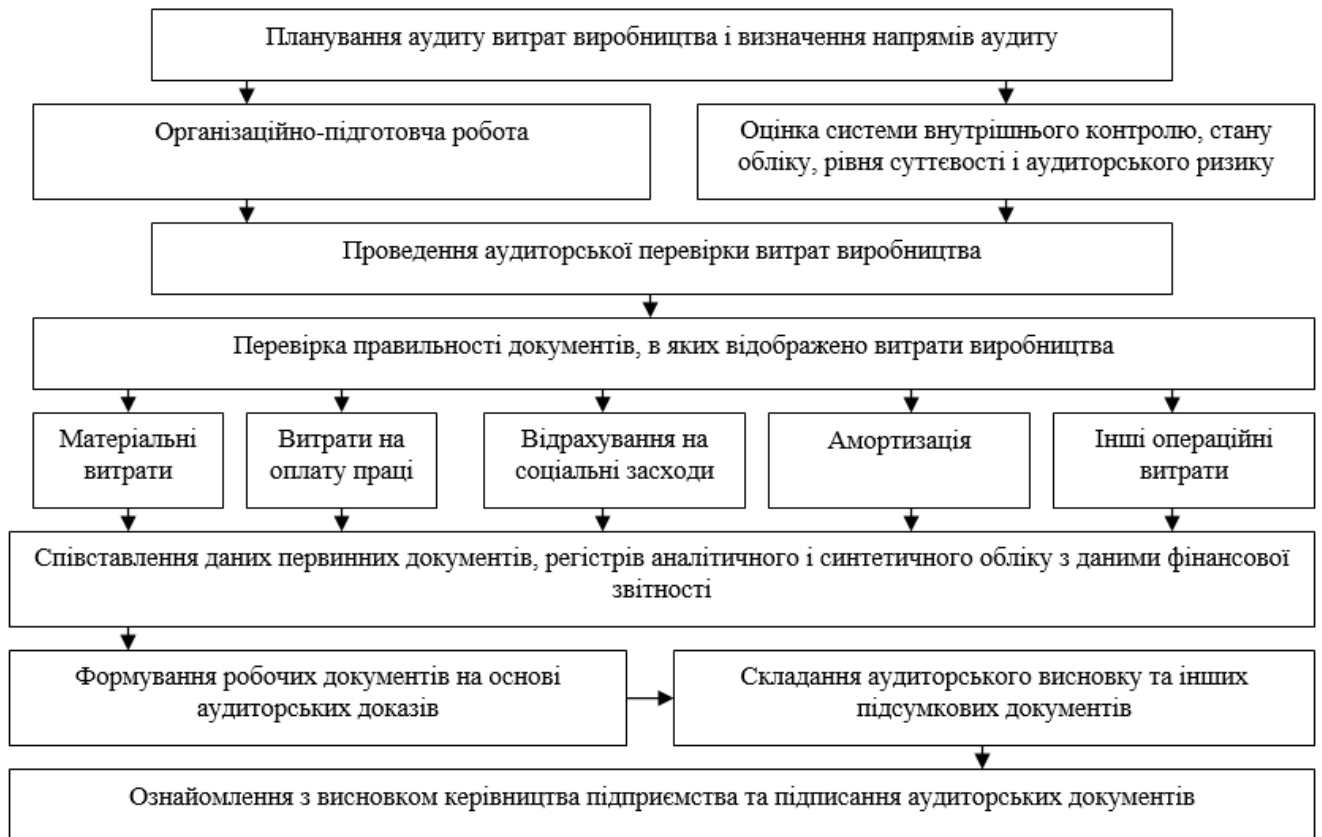 Планування аудиту витрат виробництва і визначення напрямів аудиту
Організаційно-підготовча робота
Оцінка системи внутрішнього контролю, стану
обліку, рівня суттєвості і аудиторського ризику
Проведення аудиторської перевірки витрат виробництва
Перевірка правильності документів, в яких відображено витрати виробництва
Матеріальні
витрати
Витрати на
оплату праці
Відрахування на
соціальні засходи
Амортизація
Інші операційні
витрати
Співставлення даних первинних документів, регістрів аналітичного і синтетичного обліку з даними фінансової
звітності
Формування робочих документів на основі
аудиторських доказів
Складання аудиторського висновку та інших
підсумкових документів
Ознайомлення з висновком керівництва підприємства та підписання аудиторських документів